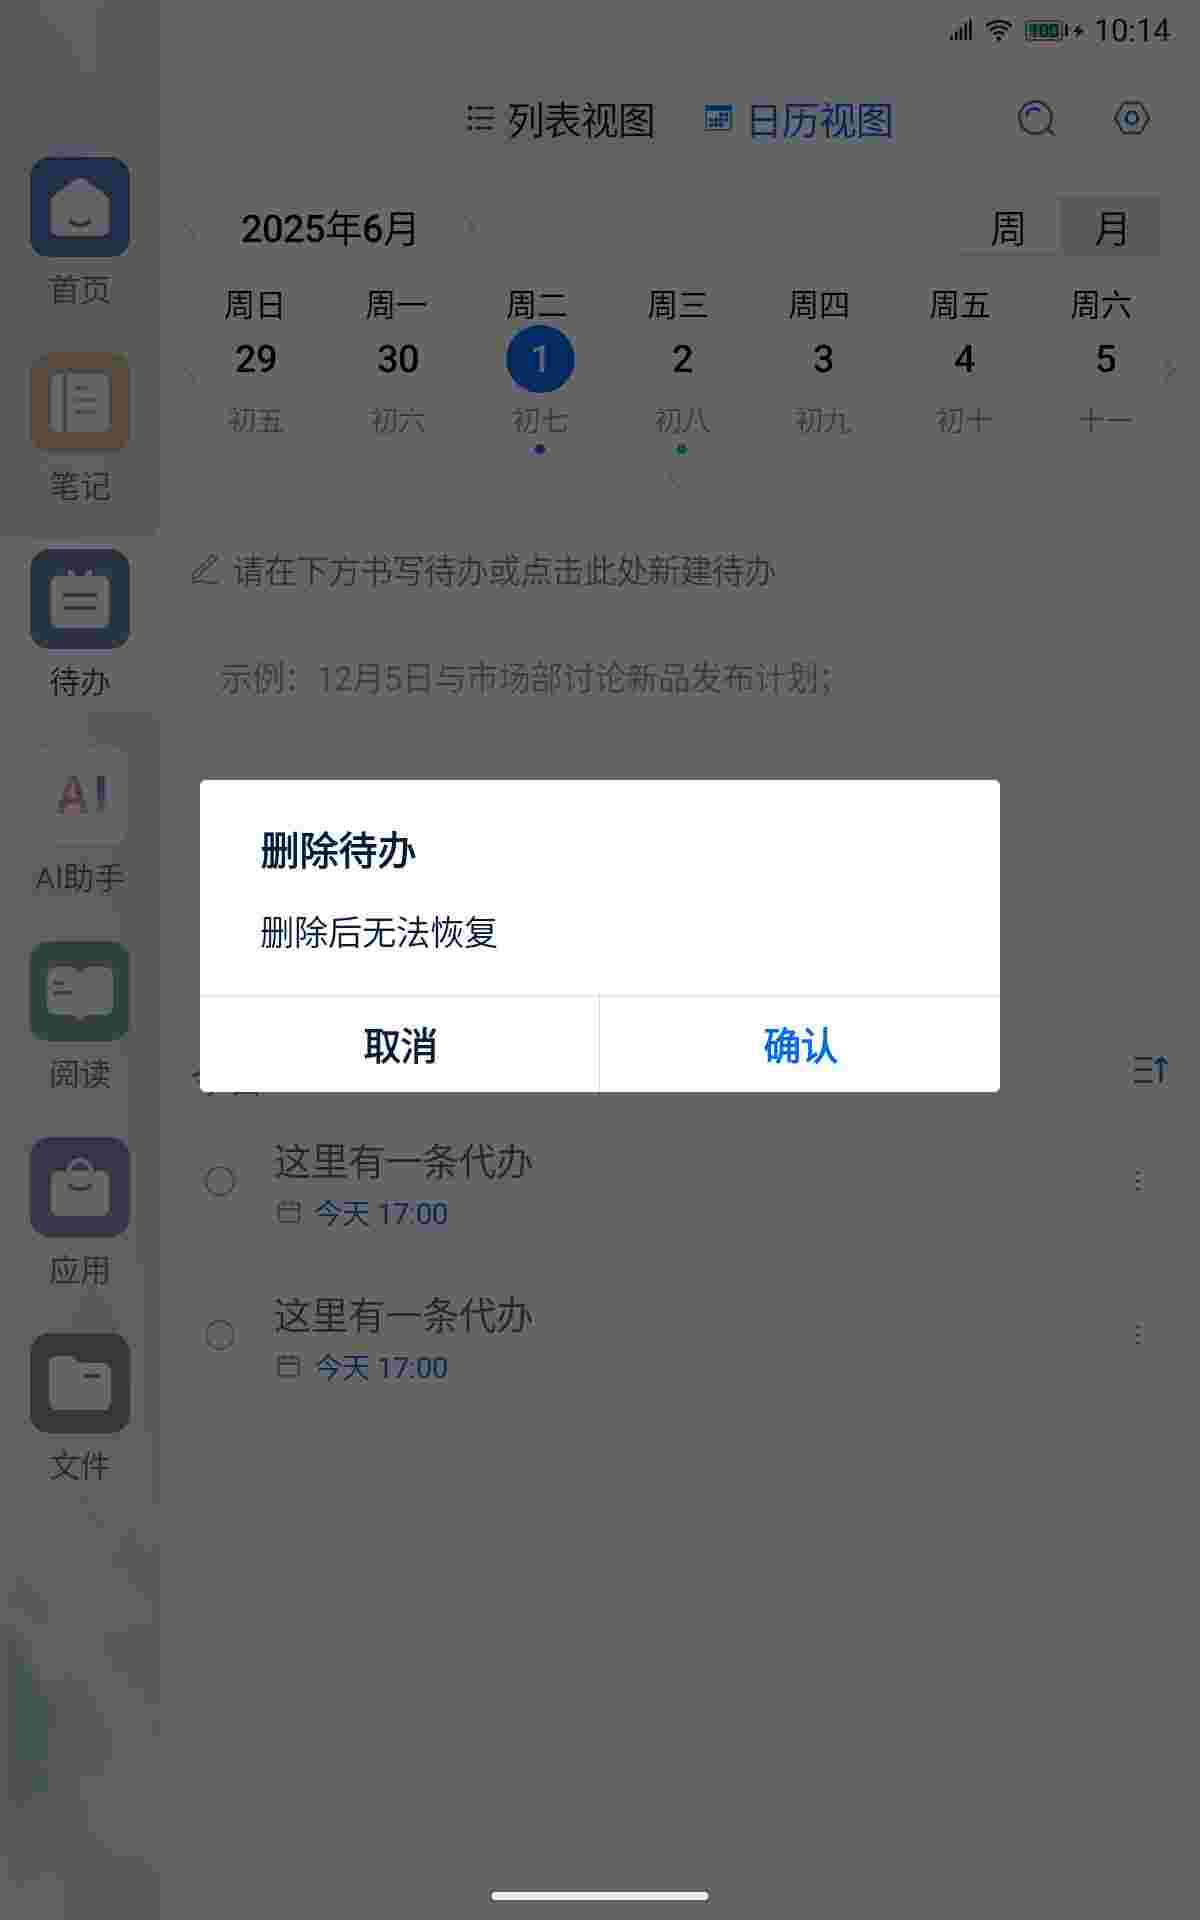 100 10:14
列表视图 日历视图
2025年6月 周 月
周日 周一 周二 周三 周四 周五 周六
29 30 1 2 3 4 5
初五 初六 初七 初八 初九 初十 十一
请在下方书写待办或点击此处新建待办
示例：12月5日与市场部讨论新品发布计划；
首页
笔记
待办
AI
AI助手
阅读
应用
文件
删除待办
删除后无法恢复
取消 确认
这里有一条代办
今天 17:00
这里有一条代办
今天 17:00